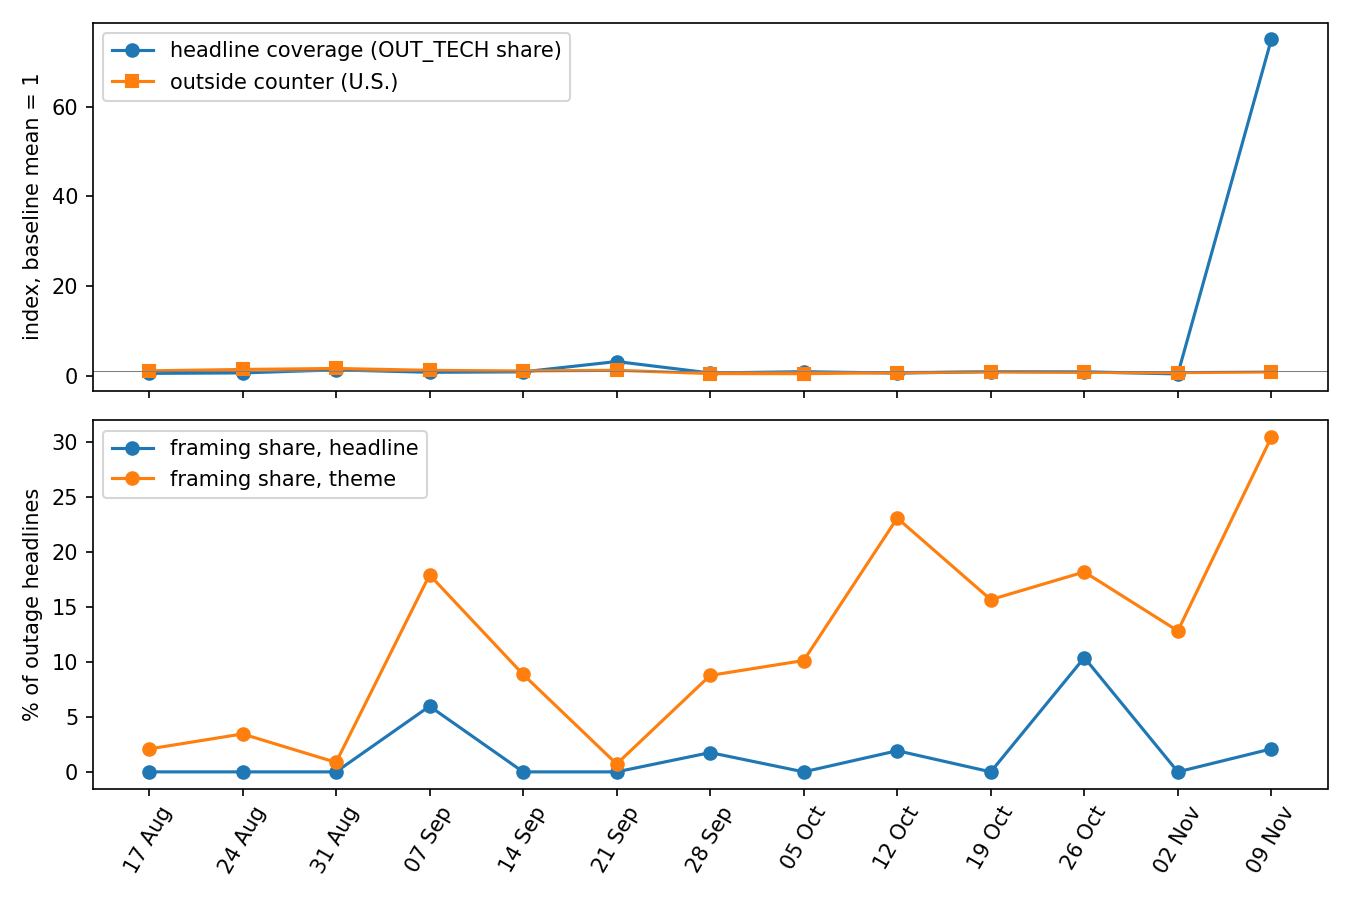 headline coverage (OUT_TECH share)
outside counter (U.S.)
index, baseline mean = 1
60
40
20
0
framing share, headline
framing share, theme
% of outage headlines
30
25
20
15
10
5
0
17 Aug
24 Aug
31 Aug
07 Sep
14 Sep
21 Sep
28 Sep
05 Oct
12 Oct
19 Oct
26 Oct
02 Nov
09 Nov